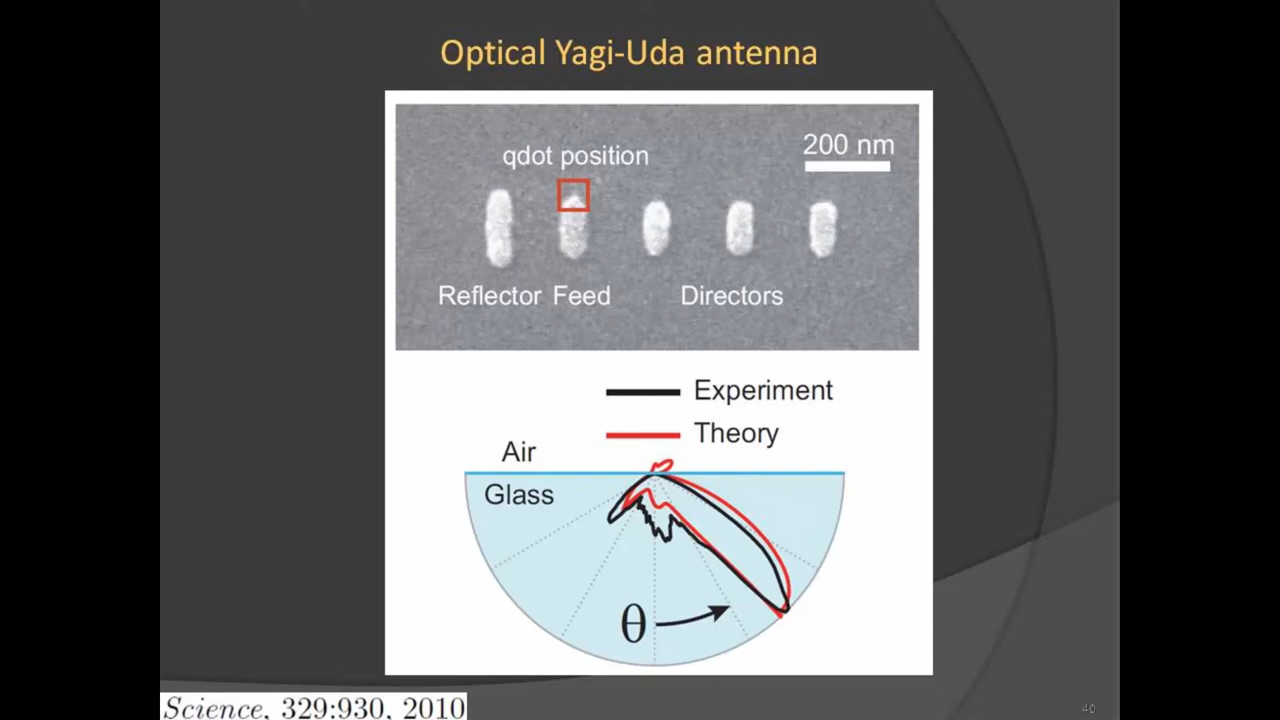 Optical Yagi-Uda antenna
200 nm
qdot position
Reflector Feed Directors
Experiment
Theory
Air
Glass
θ
Science, 329:930, 2010
40